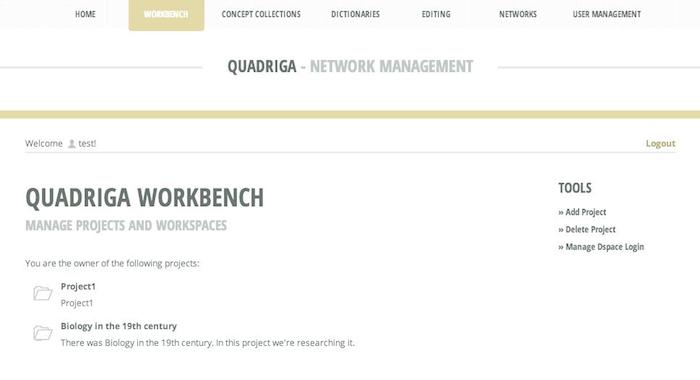 HOME WORKBENCH CONCEPT COLLECTIONS DICTIONARIES EDITING NETWORKS USER MANAGEMENT
QUADRIGA - NETWORK MANAGEMENT
Welcome test! Logout
QUADRIGA WORKBENCH
MANAGE PROJECTS AND WORKSPACES
You are the owner of the following projects:
Project1
Project1
Biology in the 19th century
There was Biology in the 19th century. In this project we're researching it.
TOOLS
» Add Project
» Delete Project
» Manage Dspace Login